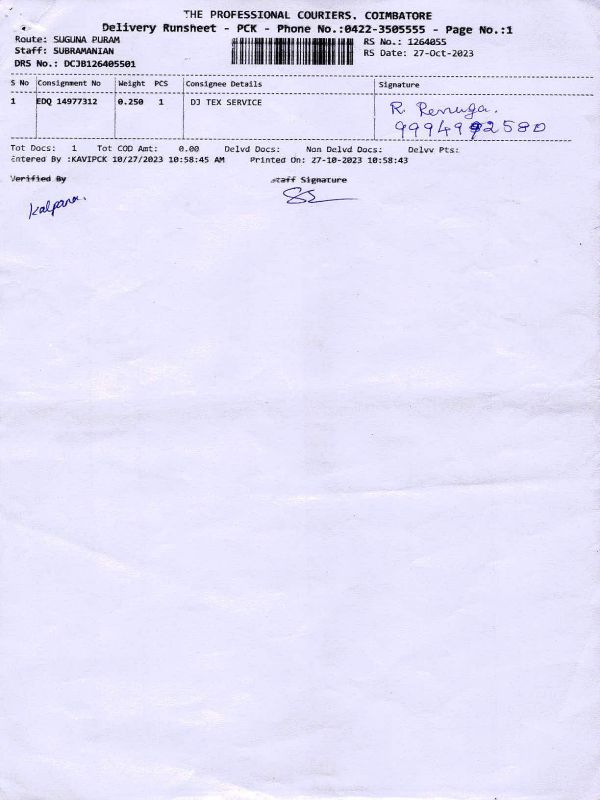 THE PROFESSIONAL COURIERS. COIMBATORE
Delivery Runsheet - PCK - Phone No.:0422-3505555 - Page No.:1
Route: SUGUNA PURAM RS No.: 1264055
Staff: SUBRAMANIAN RS Date: 27-Oct-2023
DRS No.: DCJB126405501
S No Consignment No Weight PCS Consignee Details Signature
1 EDQ 14977312 0.250 1 DJ TEX SERVICE R. Renuga.
9994992580
Tot Docs: 1 Tot COD Amt: 0.00 Delvd Docs: Non Delvd Docs: Delvv Pts:
Entered By :KAVIPCK 10/27/2023 10:58:45 AM Printed On: 27-10-2023 10:58:43
Verified By Staff Signature
Kalpana.